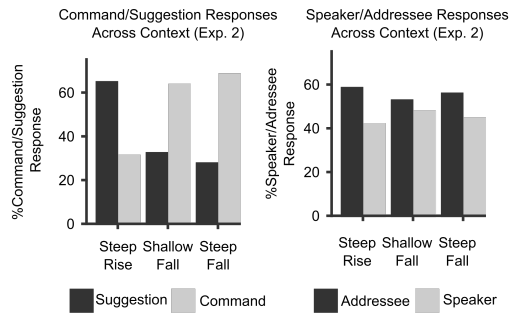 Command/Suggestion Responses
Across Context (Exp. 2)
%Command/Suggestion
Response
60
40
20
0
Steep
Rise
Shallow
Fall
Steep
Fall
Suggestion
Command
Speaker/Addressee Responses
Across Context (Exp. 2)
%Speaker/Adressee
Response
60
40
20
0
Steep
Rise
Shallow
Fall
Steep
Fall
Addressee
Speaker